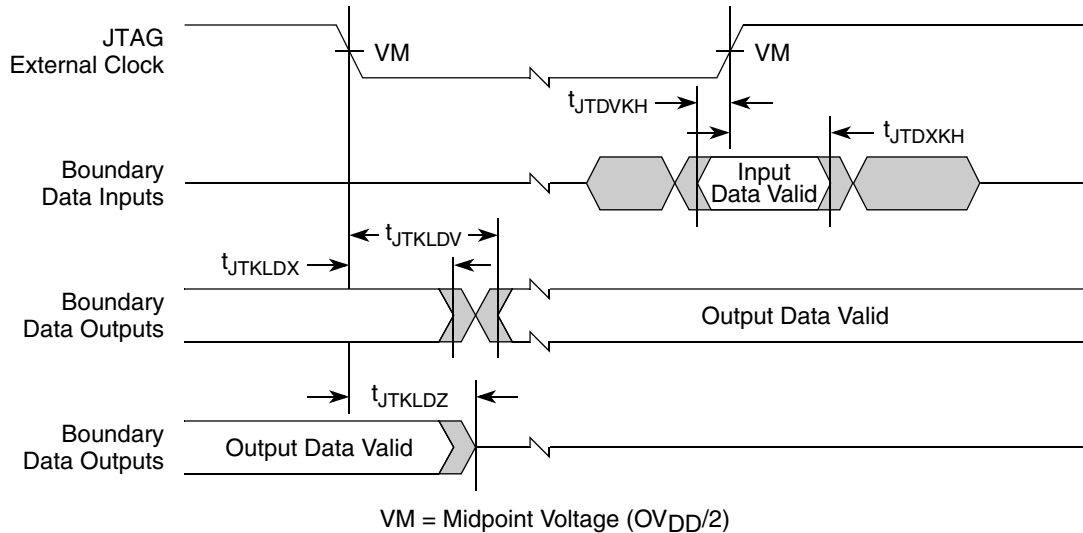 JTAG
External Clock
VM
VM
tJTDVKH
tJTDXKH
Boundary
Data Inputs
Input
Data Valid
tJTKLDV
tJTKLDX
Boundary
Data Outputs
Output Data Valid
tJTKLDZ
Boundary
Data Outputs
Output Data Valid
VM = Midpoint Voltage (OVDD/2)